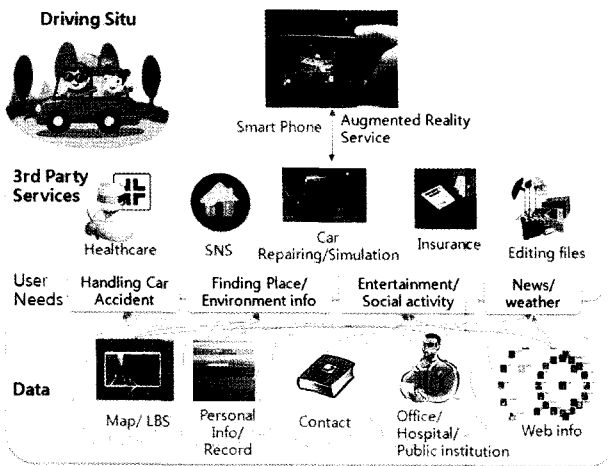 Driving Situ
Smart Phone
Augmented Reality
Service
3rd Party
Services
Healthcare
SNS
Car
Repairing/Simulation
Insurance
Editing files
User
Needs
Handling Car
Accident
Finding Place/
Environment info
Entertainment/
Social activity
News/
weather
Data
Map/ LBS
Personal
Info/
Record
Contact
Office/
Hospital/
Public institution
Web info